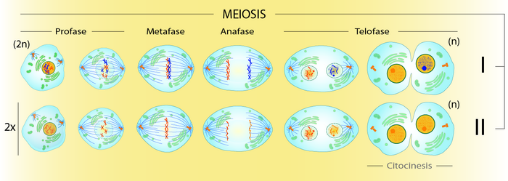 MEIOSIS
Profase Metafase Anafase Telofase
(2n) (n)
I
(n)
2x II
Citocinesis